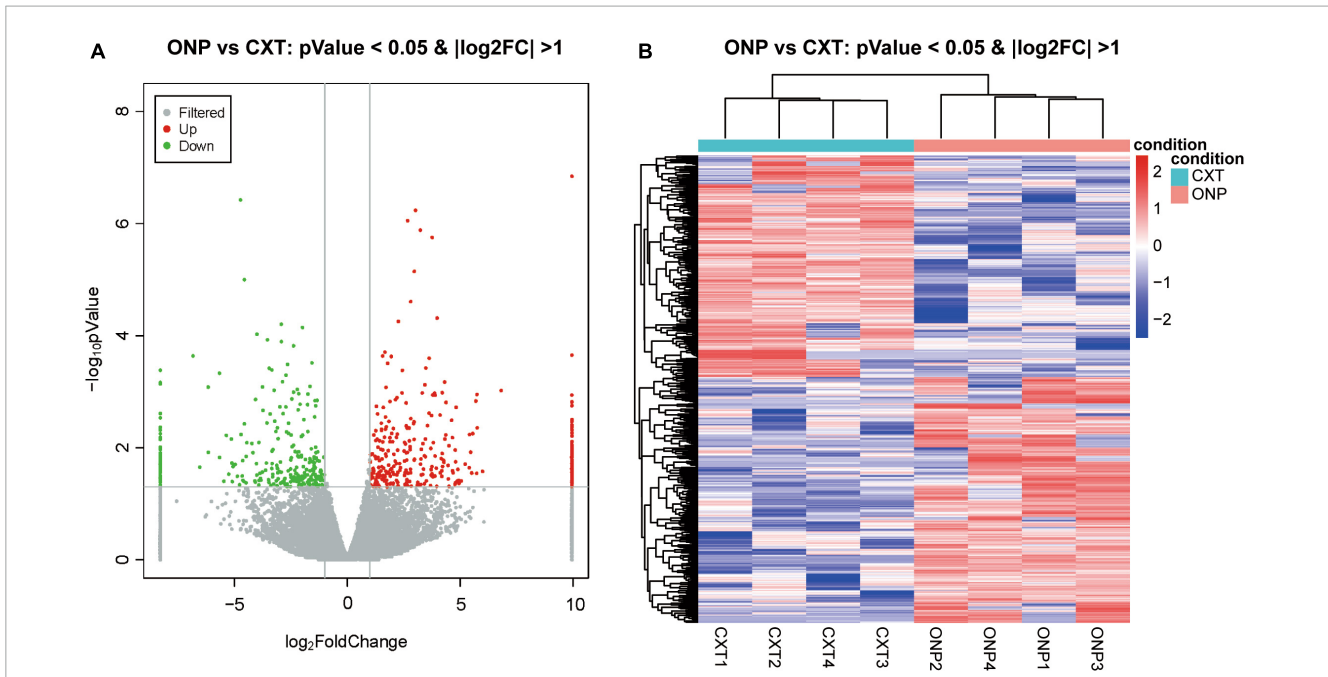 A
ONP vs CXT: pValue < 0.05 & |log2FC| >1
Filtered
Up
Down
8
6
4
2
0
−log10pValue
−5
0
5
10
log2FoldChange
B
ONP vs CXT: pValue < 0.05 & |log2FC| >1
condition
2
1
0
−1
−2
condition
CXT
ONP
CXT1
CXT2
CXT4
CXT3
ONP2
ONP4
ONP1
ONP3